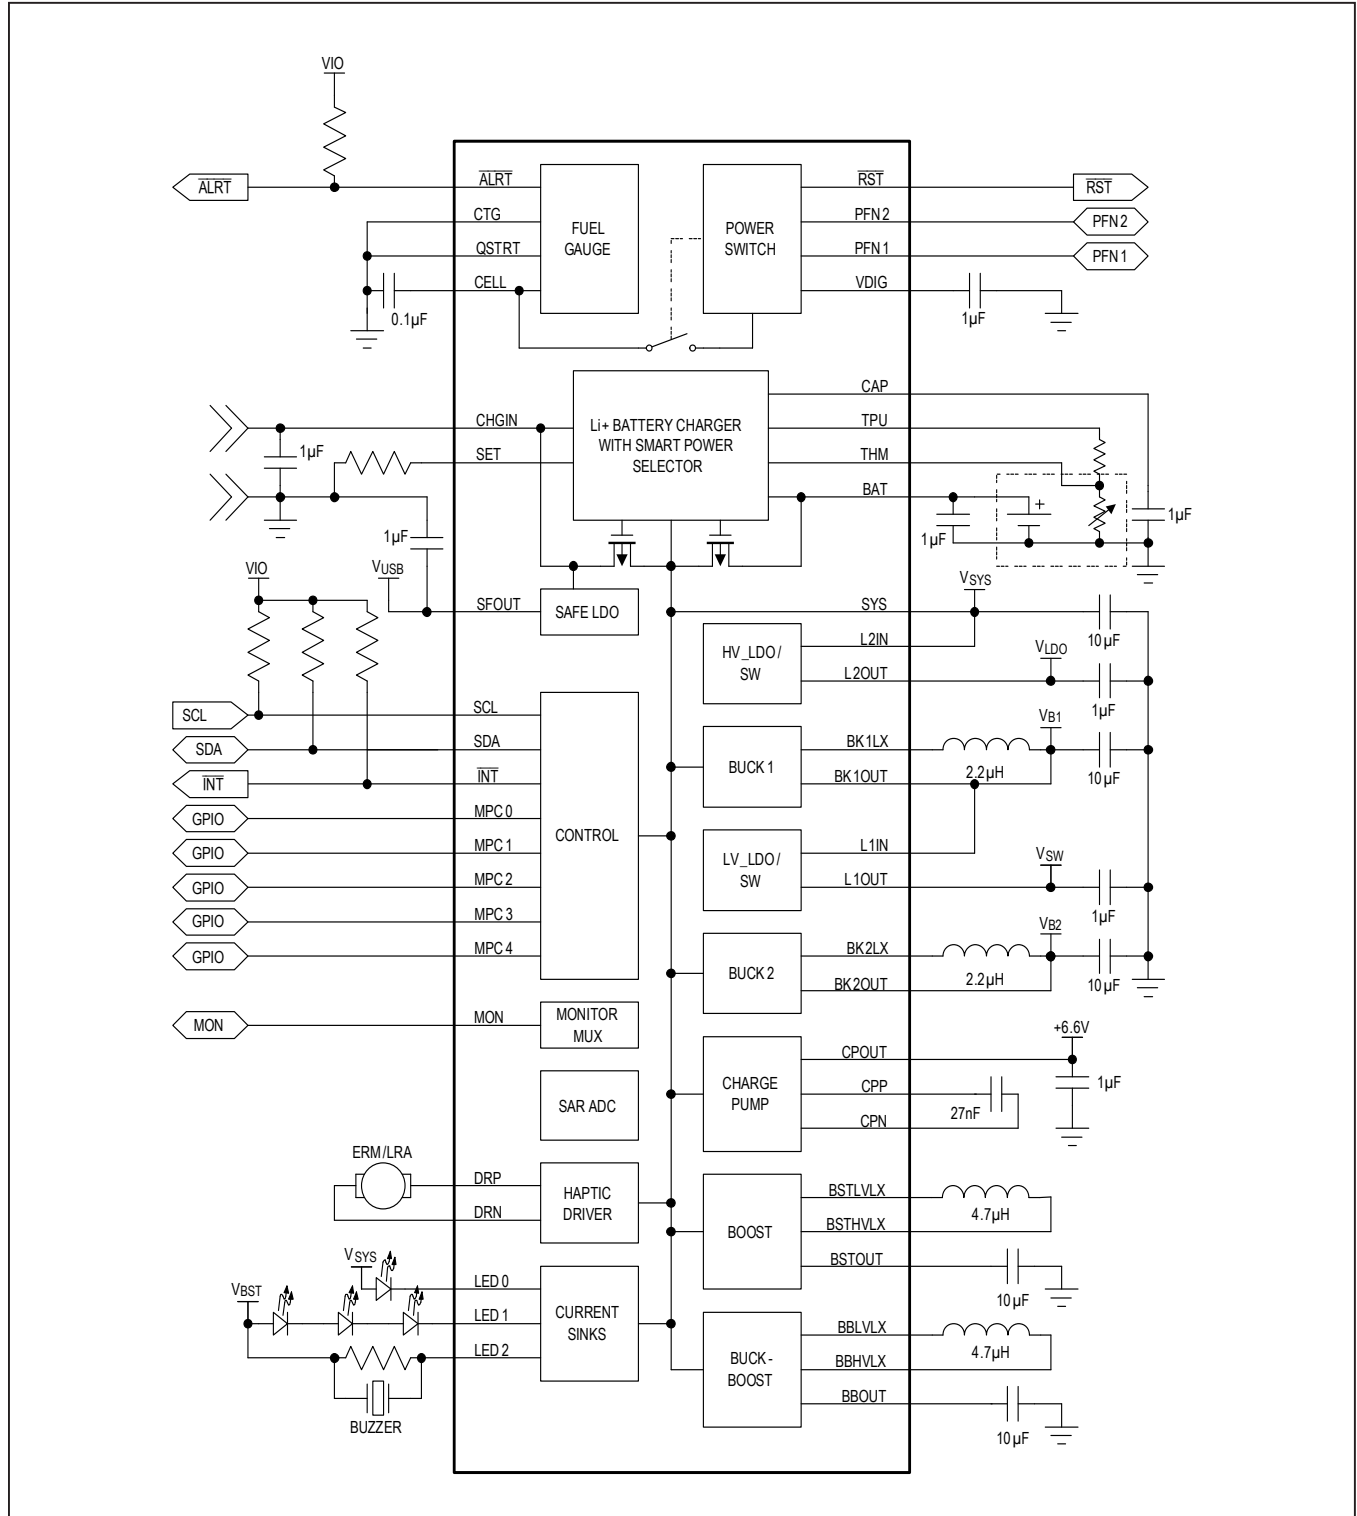 VIO
ALRT
ALRT
CTG
QSTRT
CELL
0.1µF
FUEL
GAUGE
POWER
SWITCH
RST
PFN2
PFN1
VDIG
1µF
RST
PFN2
PFN1
CHGIN
SET
1µF
1µF
Li+ BATTERY CHARGER
WITH SMART POWER
SELECTOR
CAP
TPU
THM
BAT
1µF
+
1µF
VIO
VUSB
SFOUT
SAFE LDO
VSYS
SYS
10µF
HV_LDO/
SW
L2IN
L2OUT
VLDO
1µF
SCL
SDA
INT
GPIO
GPIO
GPIO
GPIO
GPIO
SCL
SDA
INT
MPC0
MPC1
MPC2
MPC3
MPC4
CONTROL
BUCK1
BK1LX
BK1OUT
2.2µH
VB1
10µF
LV_LDO/
SW
L1IN
L1OUT
VSW
1µF
BUCK2
BK2LX
BK2OUT
2.2µH
VB2
10µF
MON
MON
MONITOR
MUX
SAR ADC
CHARGE
PUMP
CPOUT
CPP
CPN
27nF
+6.6V
1µF
ERM/LRA
DRP
DRN
HAPTIC
DRIVER
BOOST
BSTLVLX
BSTHVLX
BSTOUT
4.7µH
10µF
VSYS
VBST
LED0
LED1
LED2
CURRENT
SINKS
BUZZER
BUCK-
BOOST
BBLVLX
BBHVLX
BBOUT
4.7µH
10µF